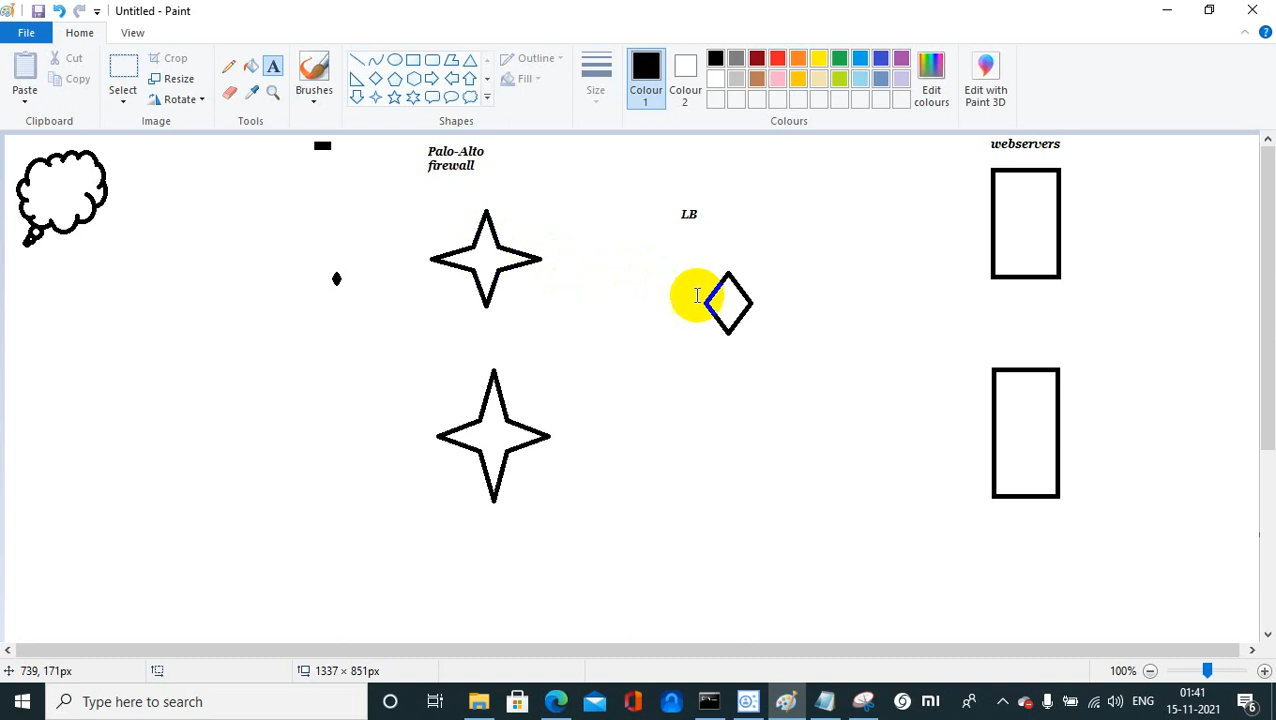 Untitled - Paint
File
Home
View
Paste
Cut
Copy
Clipboard
Select
Crop
Resize
Rotate
Image
A
Tools
Brushes
Shapes
Outline
Fill
Size
Colour
1
Colour
2
Edit
colours
Edit with
Paint 3D
Colours
Palo-Alto
firewall
LB
webservers
739, 171px
1337 × 851px
100%
Type here to search
ENG
01:41
15-11-2021
6